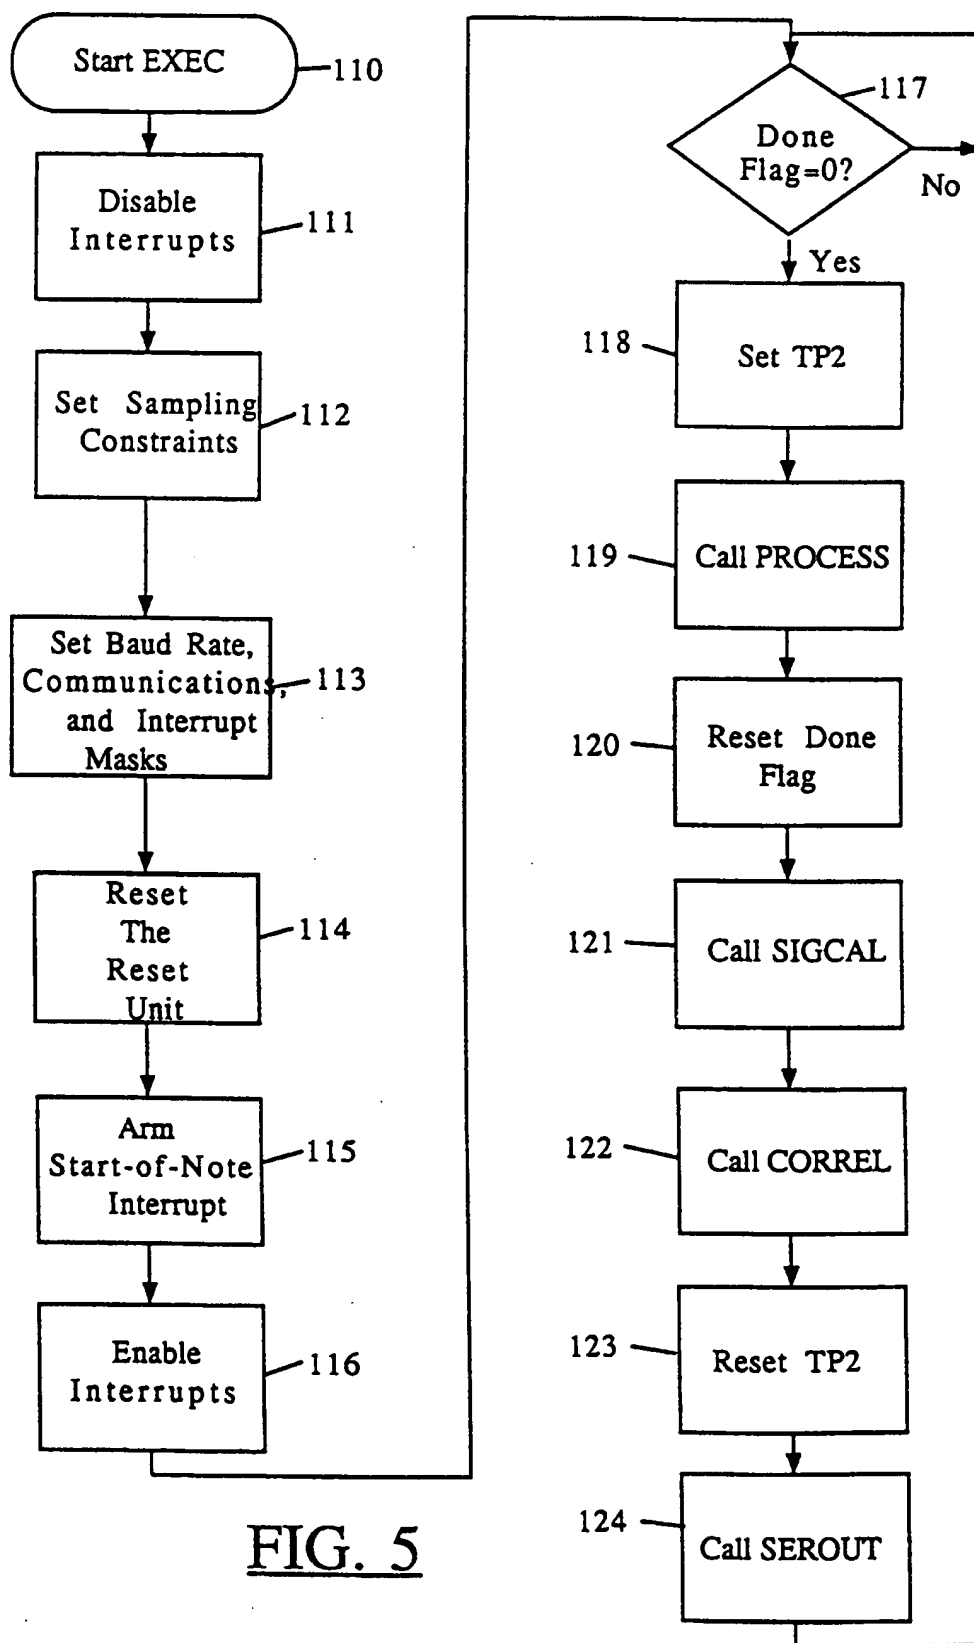 Start EXEC
110
Disable
Interrupts
111
Set Sampling
Constraints
112
Set Baud Rate,
Communications,
and Interrupt
Masks
113
Reset
The
Reset
Unit
114
Arm
Start-of-Note
Interrupt
115
Enable
Interrupts
116
117
Done
Flag=0?
No
Yes
118
Set TP2
119
Call PROCESS
120
Reset Done
Flag
121
Call SIGCAL
122
Call CORREL
123
Reset TP2
124
Call SEROUT
FIG. 5